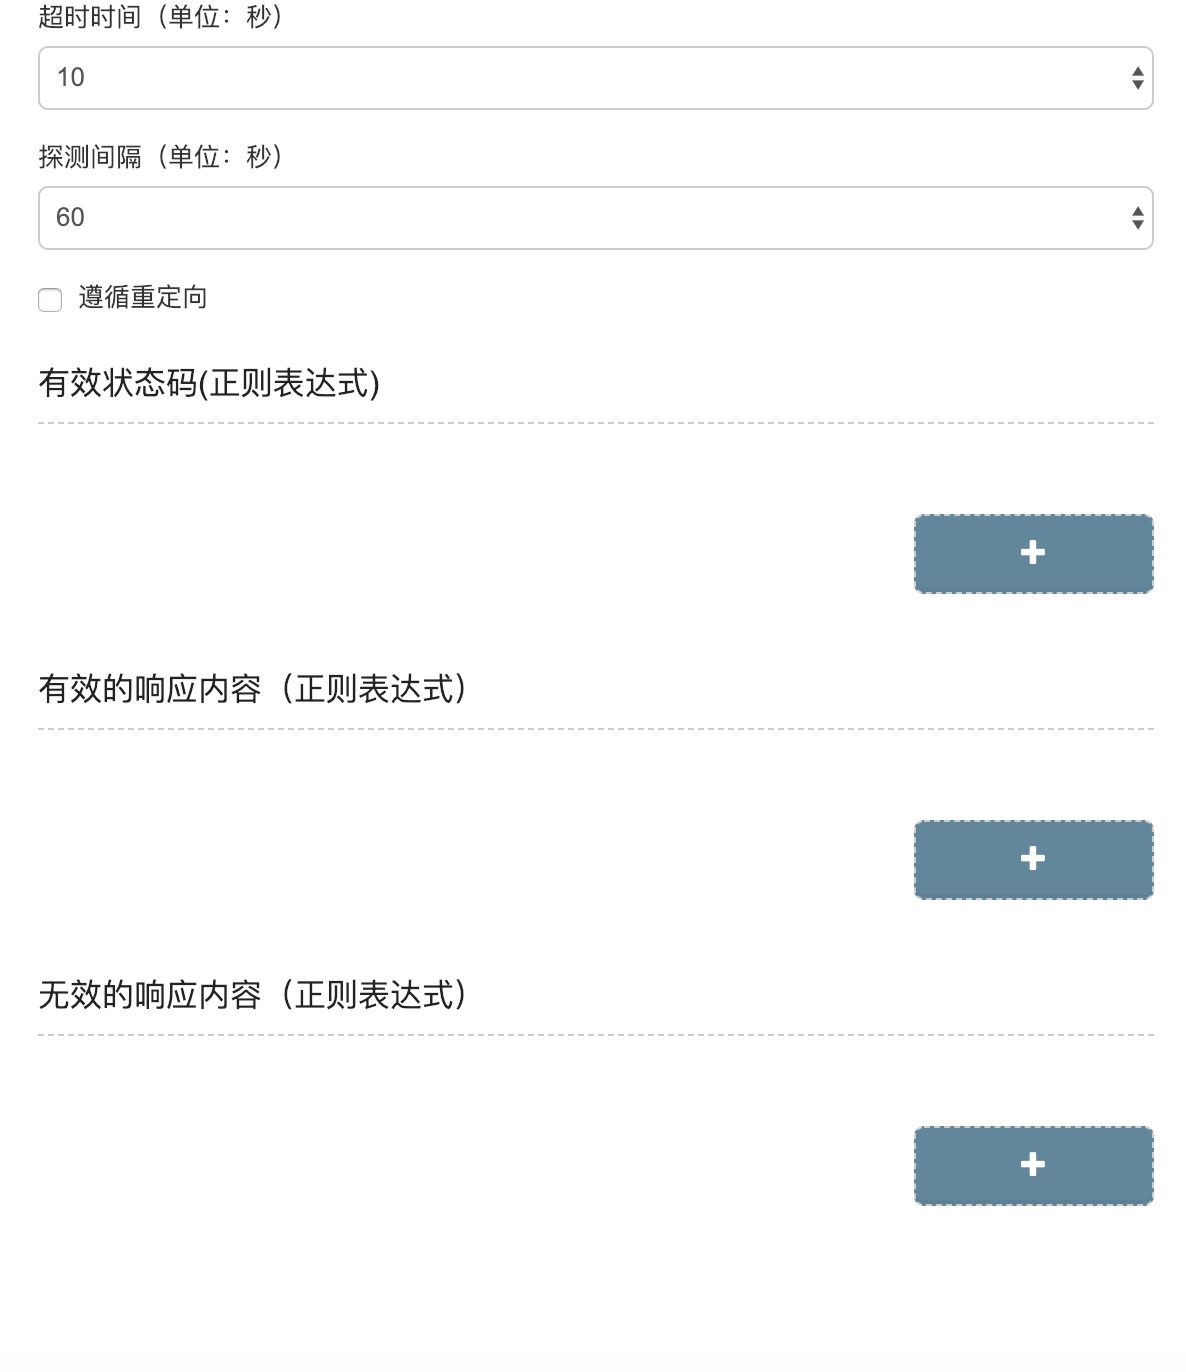 超时时间（单位：秒）
10
探测间隔（单位：秒）
60
遵循重定向
有效状态码(正则表达式)
有效的响应内容（正则表达式）
无效的响应内容（正则表达式）